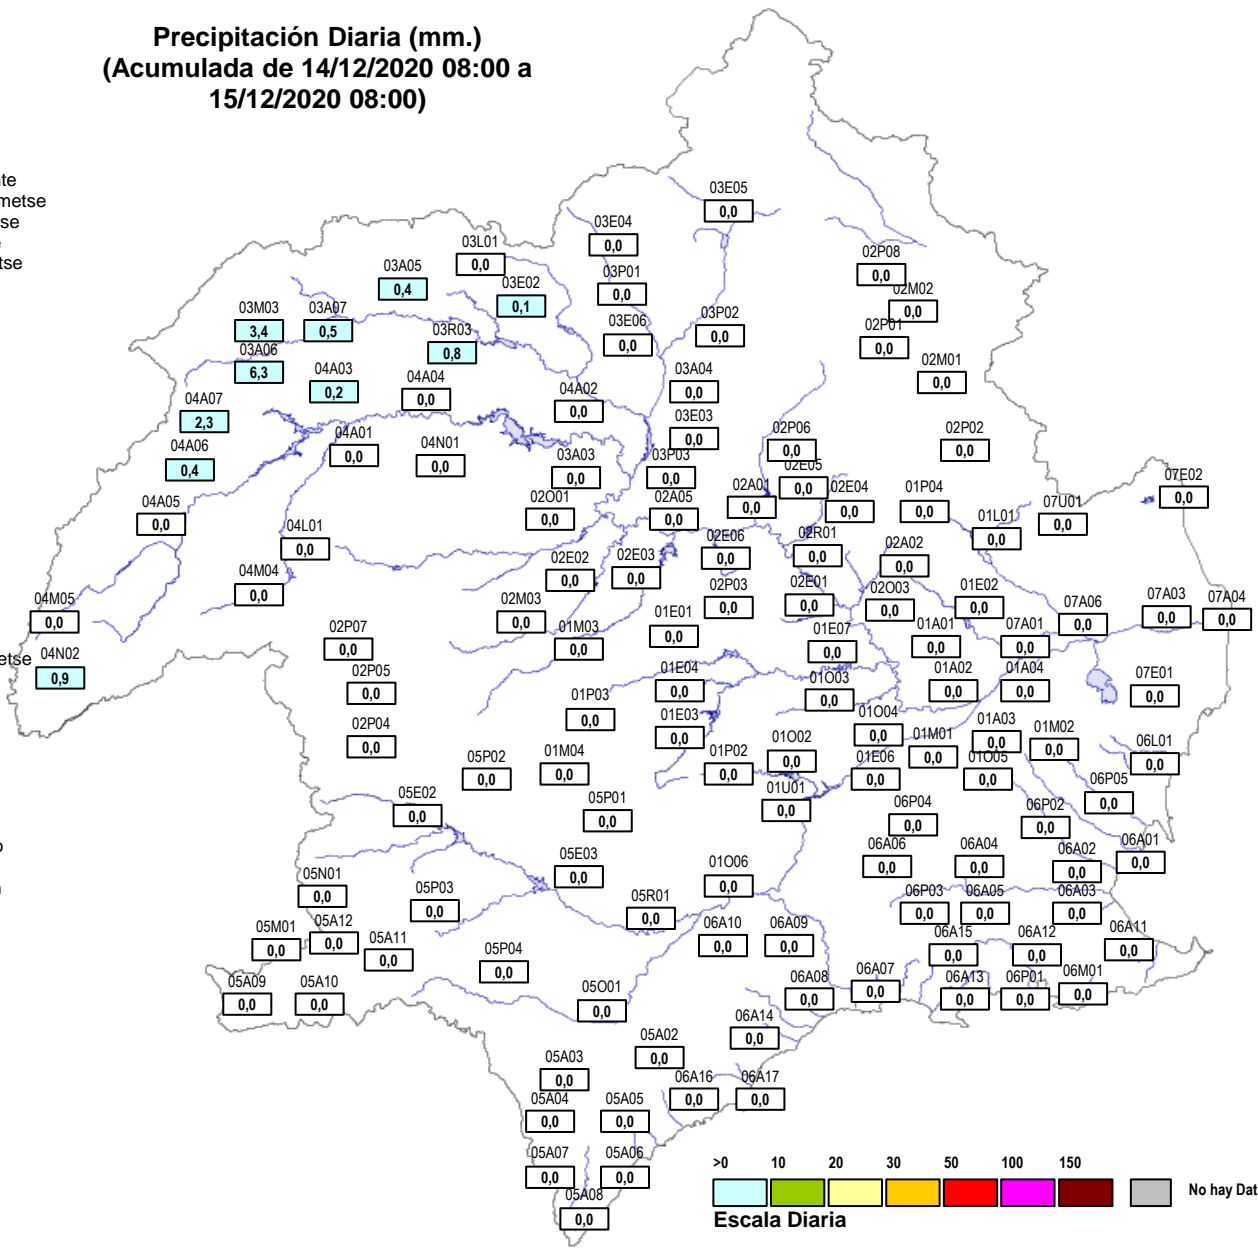 Precipitación Diaria (mm.)
(Acumulada de 14/12/2020 08:00 a
15/12/2020 08:00)
te
metse
se
tse
03E05
0,0
03E04
0,0
03L01
0,0
03A05
0,4
03P01
0,0
03E02
0,1
02P08
0,0
02M02
0,0
03M03
3,4
03A07
0,5
03R03
0,8
03E06
0,0
03P02
0,0
02P01
0,0
03A06
6,3
04A03
0,2
04A04
0,0
04A02
0,0
03A04
0,0
02M01
0,0
04A07
2,3
03E03
0,0
04A06
0,4
04A01
0,0
04N01
0,0
03A03
0,0
03P03
0,0
02P06
0,0
02P02
0,0
02E05
0,0
04A05
0,0
02O01
0,0
02A05
0,0
02A01
0,0
02E04
0,0
01P04
0,0
07E02
0,0
07U01
0,0
01L01
0,0
04L01
0,0
02E06
0,0
02R01
0,0
02A02
0,0
04M04
0,0
02E02
0,0
02E03
0,0
04M05
0,0
02M03
0,0
02P03
0,0
02E01
0,0
02O03
0,0
01E02
0,0
07A06
0,0
07A03
0,0
07A04
0,0
02P07
0,0
01M03
0,0
01E01
0,0
01E07
0,0
01A01
0,0
07A01
0,0
etse
04N02
0,9
02P05
0,0
01E04
0,0
01O03
0,0
01A02
0,0
01A04
0,0
07E01
0,0
01P03
0,0
02P04
0,0
01E03
0,0
01O04
0,0
01A03
0,0
01M02
0,0
05P02
0,0
01M04
0,0
01P02
0,0
01O02
0,0
01M01
0,0
01E06
0,0
01O05
0,0
06L01
0,0
05E02
0,0
05P01
0,0
01U01
0,0
06P04
0,0
06P02
0,0
06P05
0,0
05E03
0,0
01O06
0,0
06A06
0,0
06A04
0,0
06A02
0,0
06A01
0,0
05N01
0,0
05P03
0,0
05R01
0,0
06P03
0,0
06A05
0,0
06A03
0,0
05M01
0,0
05A12
0,0
05A11
0,0
05P04
0,0
06A10
0,0
06A09
0,0
06A15
0,0
06A12
0,0
06A11
0,0
05A09
0,0
05A10
0,0
05O01
0,0
06A08
0,0
06A07
0,0
06A13
0,0
06P01
0,0
06M01
0,0
06A14
0,0
05A02
0,0
05A03
0,0
06A16
0,0
06A17
0,0
05A04
0,0
05A05
0,0
05A07
0,0
05A06
0,0
05A08
0,0
>0 10 20 30 50 100 150
No hay Dat
Escala Diaria